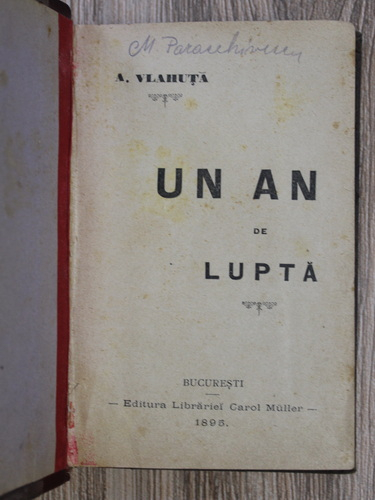 M. Paraschivescu
A. VLAHUȚĂ
UN AN
DE
LUPTĂ
BUCUREȘTI
— Editura Librăriei Carol Müller —
1895.